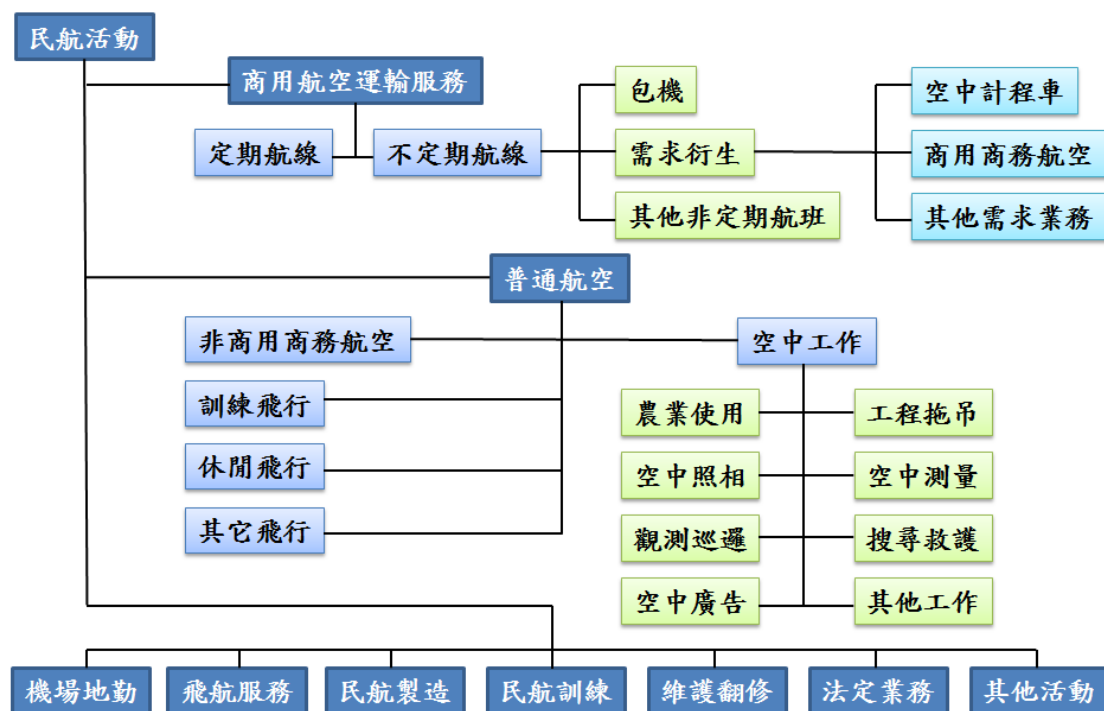 民航活動
商用航空運輸服務
定期航線
不定期航線
包機
需求衍生
其他非定期航班
空中計程車
商用商務航空
其他需求業務
普通航空
非商用商務航空
訓練飛行
休閒飛行
其它飛行
空中工作
農業使用
工程拖吊
空中照相
空中測量
觀測巡邏
搜尋救護
空中廣告
其他工作
機場地勤
飛航服務
民航製造
民航訓練
維護翻修
法定業務
其他活動